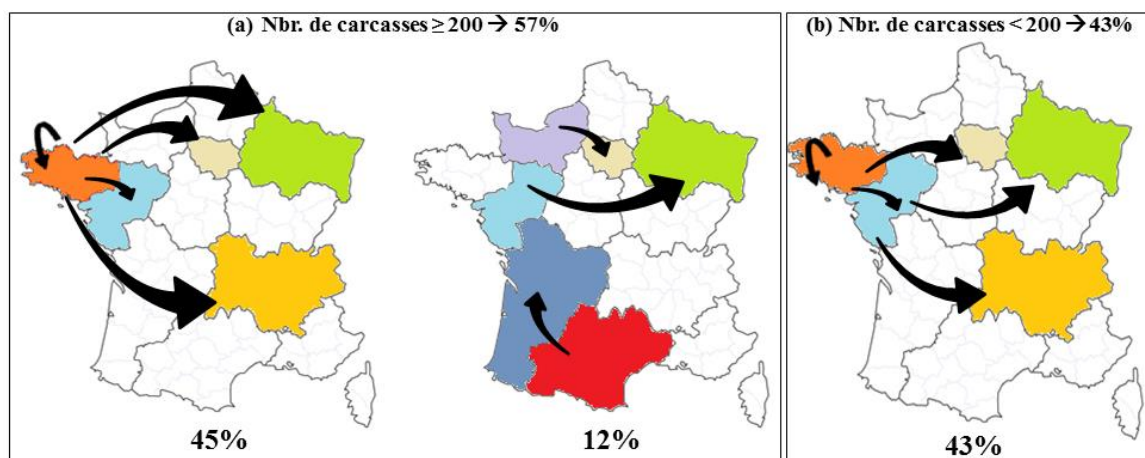 (a) Nbr. de carcasses ≥ 200 → 57%
(b) Nbr. de carcasses < 200 → 43%
45%
12%
43%